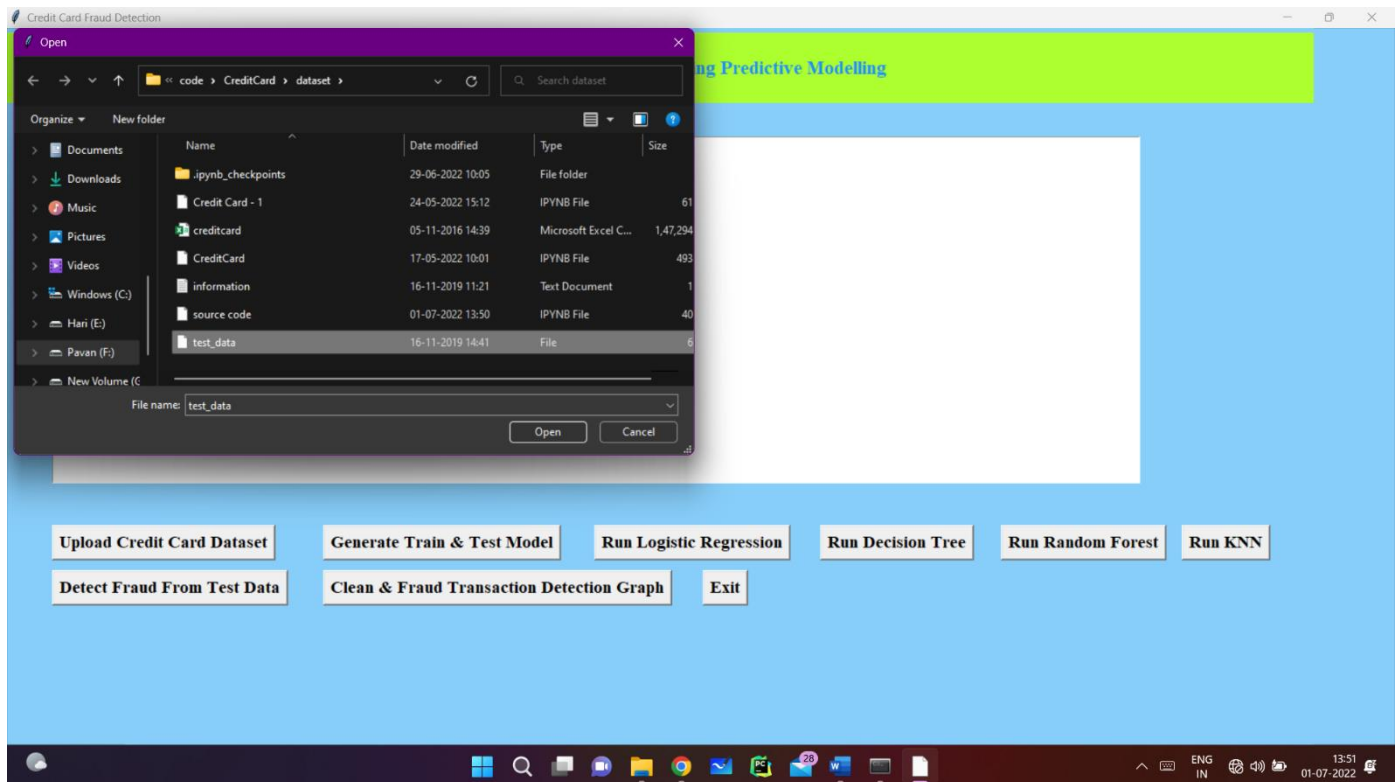 Credit Card Fraud Detection
Open
ng Predictive Modelling
« code > CreditCard > dataset >
Search dataset
Organize New folder
Name Date modified Type Size
Documents
Downloads
Music
Pictures
Videos
Windows (C:)
Hari (E:)
Pavan (F:)
New Volume (G
.ipynb_checkpoints 29-06-2022 10:05 File folder
Credit Card - 1 24-05-2022 15:12 IPYNB File 61
creditcard 05-11-2016 14:39 Microsoft Excel C... 1,47,294
CreditCard 17-05-2022 10:01 IPYNB File 493
information 16-11-2019 11:21 Text Document 1
source code 01-07-2022 13:50 IPYNB File 40
test_data 16-11-2019 14:41 File 6
File name: test_data
Open Cancel
Upload Credit Card Dataset Generate Train & Test Model Run Logistic Regression Run Decision Tree Run Random Forest Run KNN
Detect Fraud From Test Data Clean & Fraud Transaction Detection Graph Exit
28
ENG
IN
13:51
01-07-2022